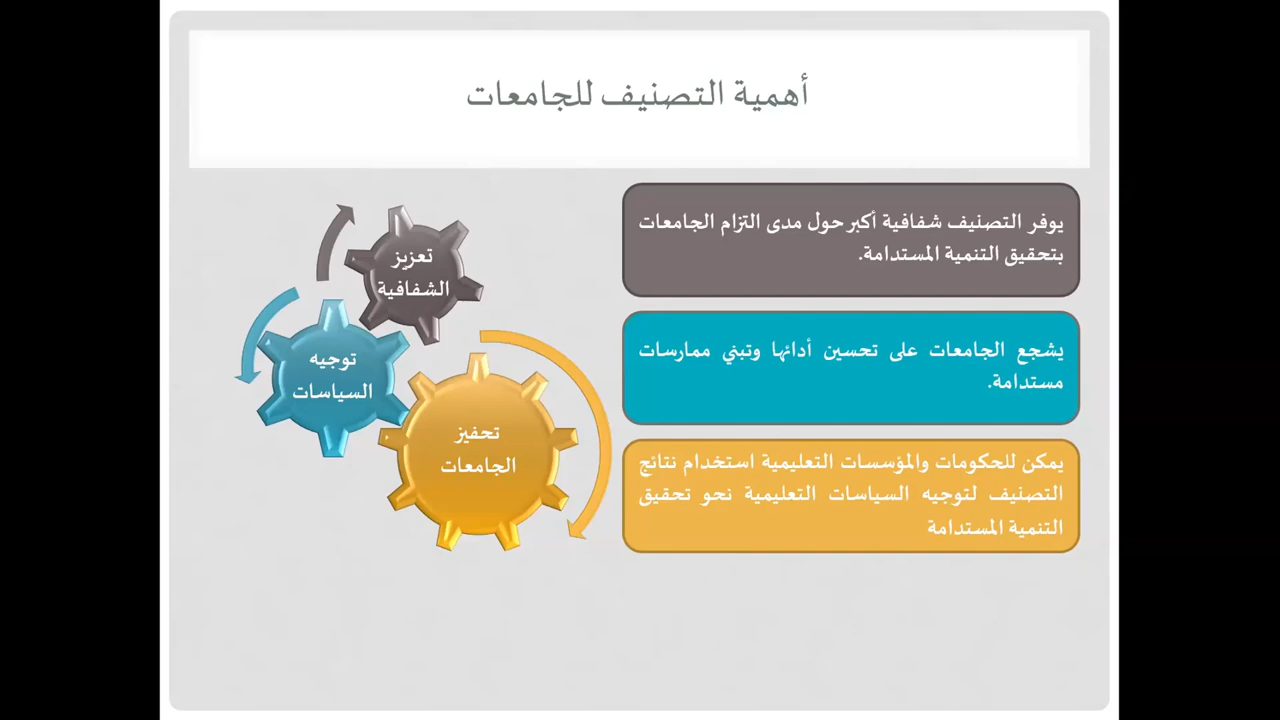 أهمية التصنيف للجامعات
يوفر التصنيف شفافية أكبر حول مدى التزام الجامعات
بتحقيق التنمية المستدامة.
يشجع الجامعات على تحسين أدائها وتبني ممارسات
مستدامة.
يمكن للحكومات والمؤسسات التعليمية استخدام نتائج
التصنيف لتوجيه السياسات التعليمية نحو تحقيق
التنمية المستدامة
تعزيز
الشفافية
توجيه
السياسات
تحفيز
الجامعات